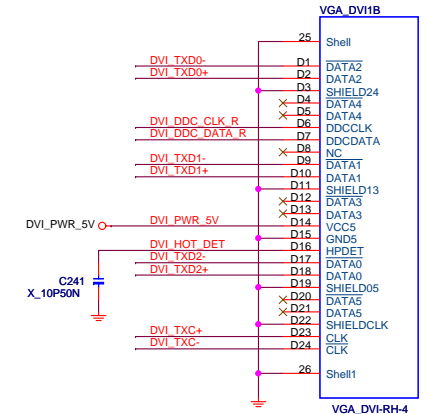 VGA_DVI1B
25 Shell
DVI_TXD0- D1 DATA2
DVI_TXD0+ D2 DATA2
D3 SHIELD24
D4 DATA4
D5 DATA4
DVI_DDC_CLK_R D6 DDCCLK
DVI_DDC_DATA_R D7 DDCDATA
D8 NC
DVI_TXD1- D9 DATA1
DVI_TXD1+ D10 DATA1
D11 SHIELD13
D12 DATA3
D13 DATA3
DVI_PWR_5V DVI_PWR_5V D14 VCC5
D15 GND5
DVI_HOT_DET D16 HPDET
DVI_TXD2- D17 DATA0
DVI_TXD2+ D18 DATA0
C241
X_10P50N
D19 SHIELD05
D20 DATA5
D21 DATA5
D22 SHIELDCLK
DVI_TXC+ D23 CLK
DVI_TXC- D24 CLK
26 Shell1
VGA_DVI-RH-4